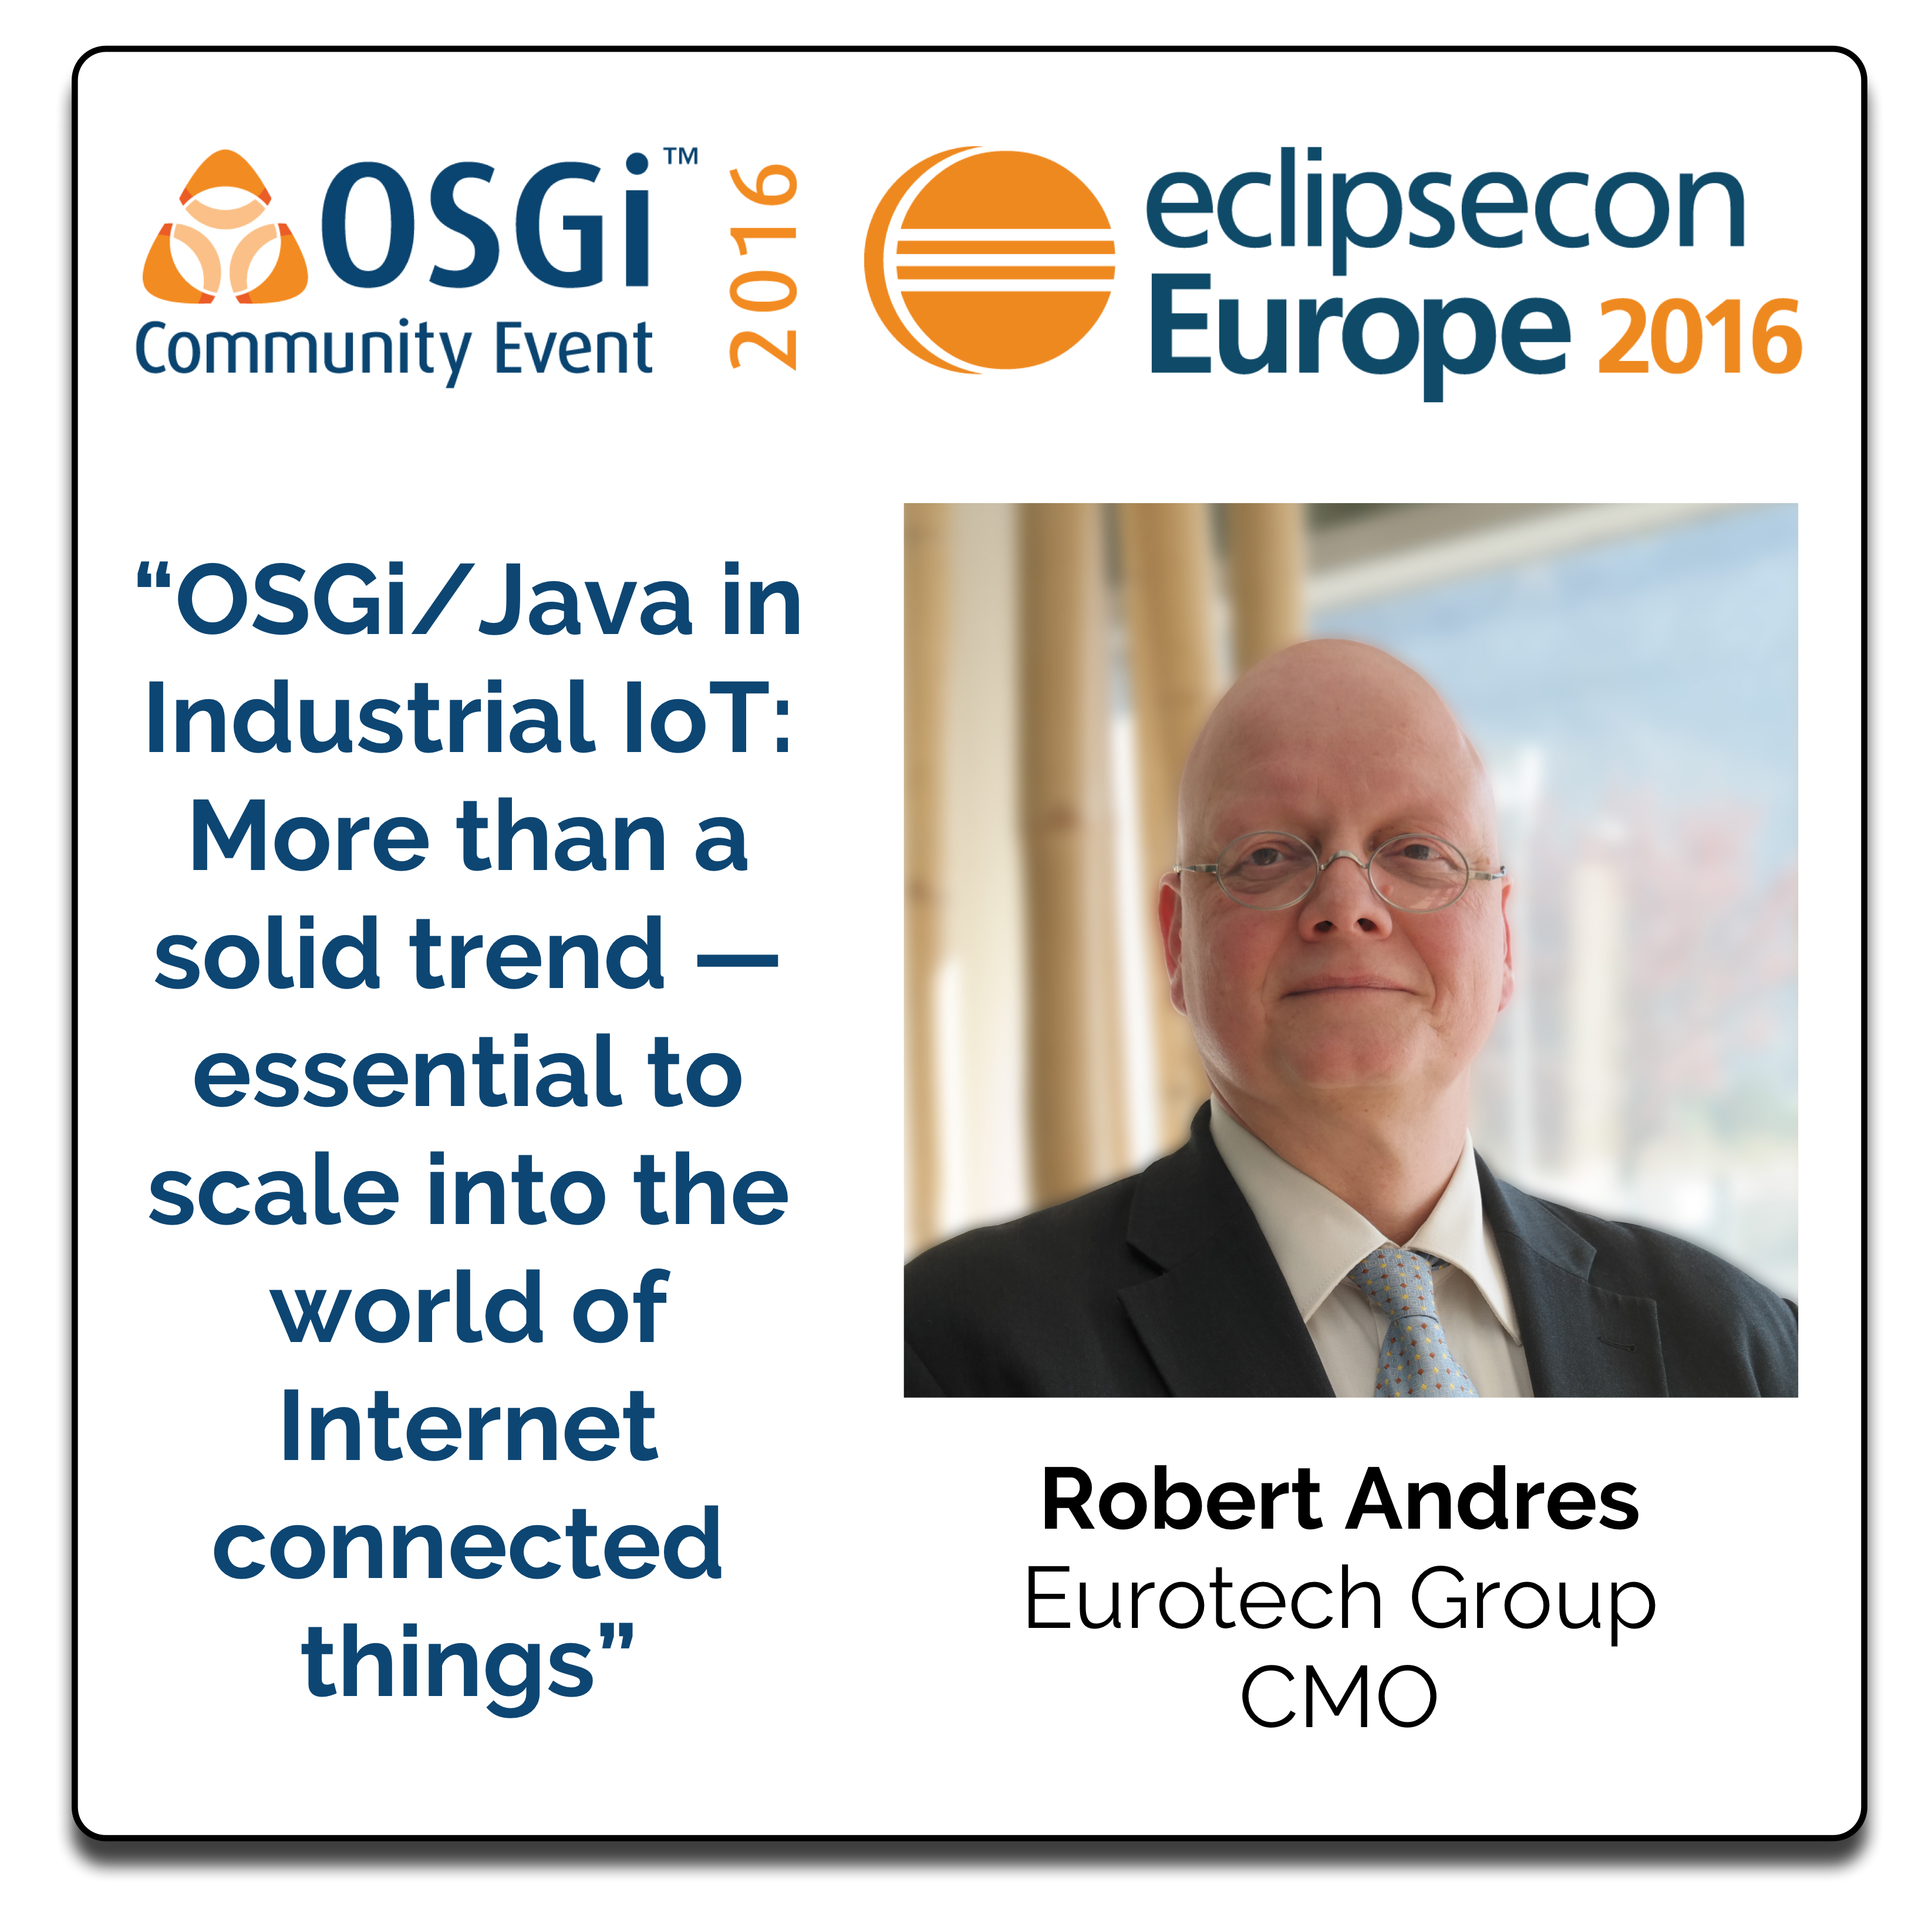 OSGi™
Community Event
2016
eclipsecon
Europe 2016
“OSGi/Java in
Industrial IoT:
More than a
solid trend —
essential to
scale into the
world of
Internet
connected
things”
Robert Andres
Eurotech Group
CMO